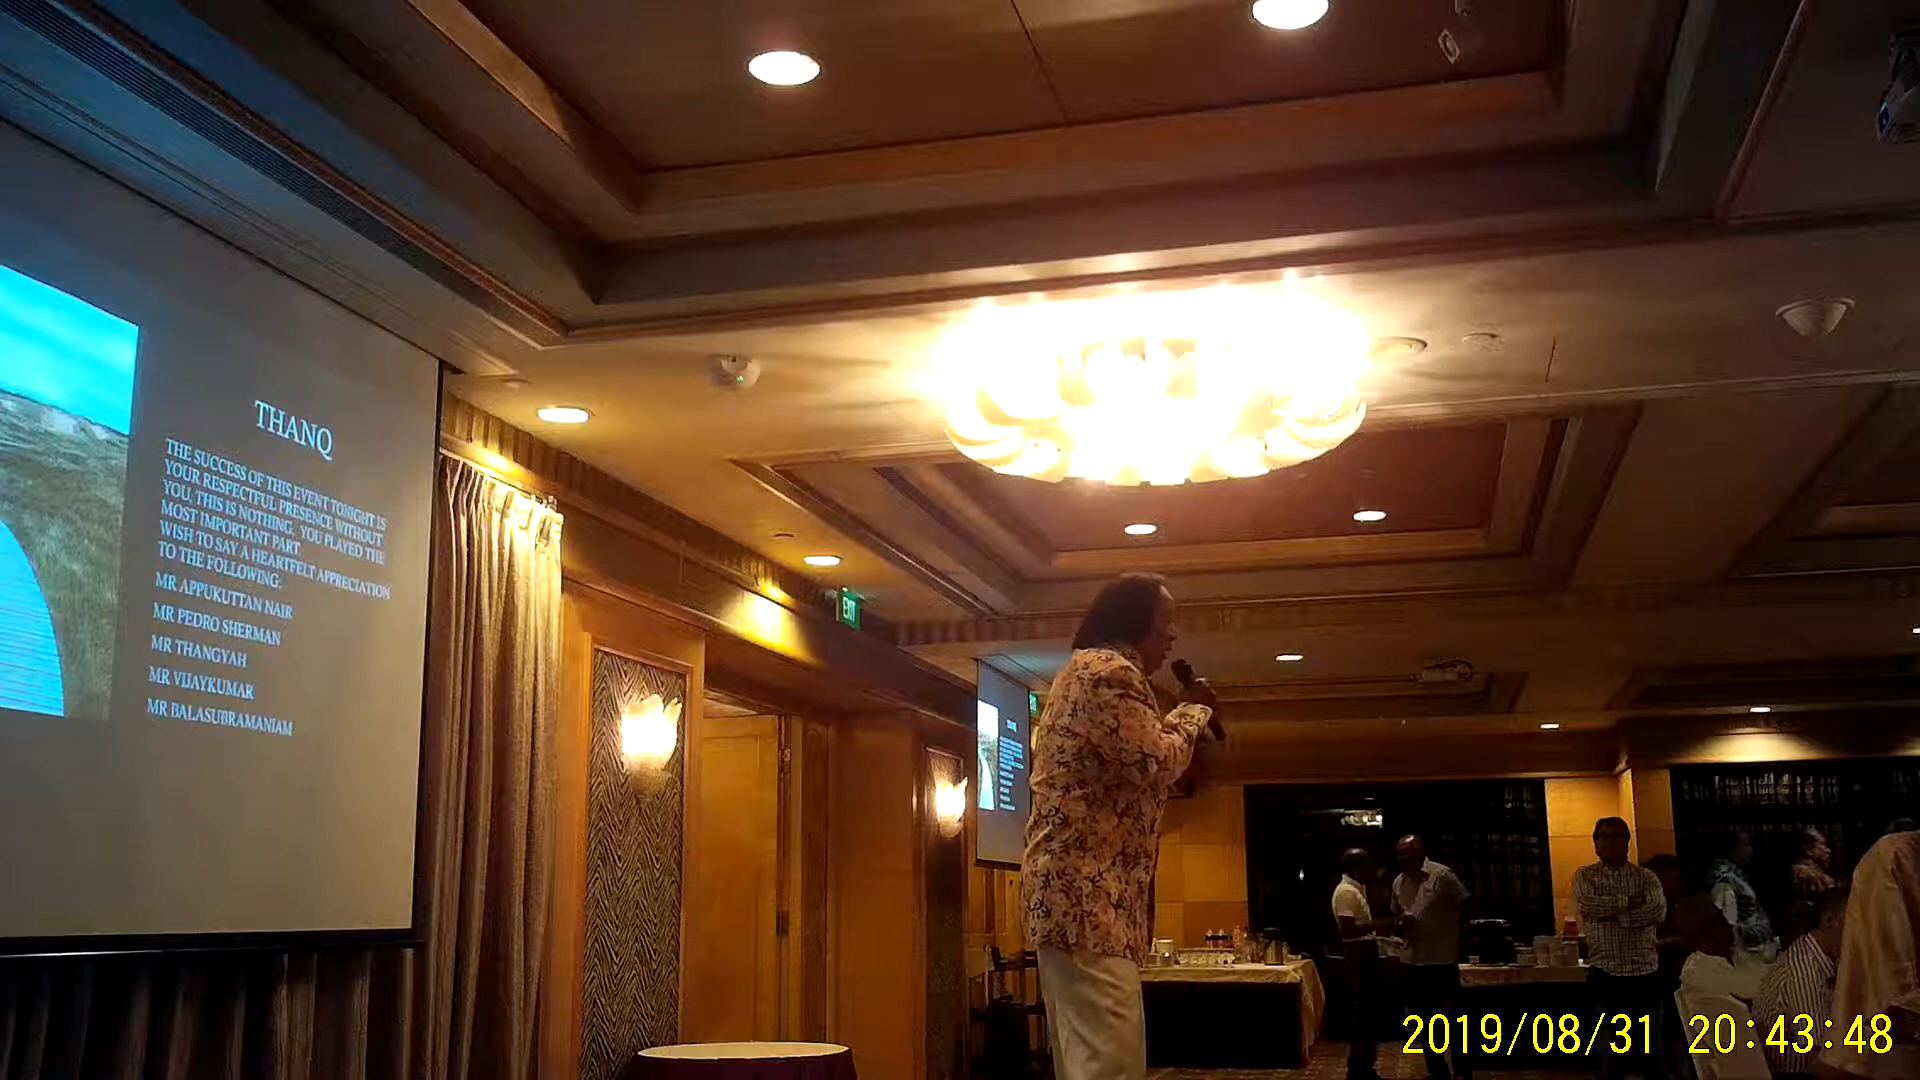 THANQ
THE SUCCESS OF THIS EVENT TONIGHT IS
YOUR RESPECTFUL PRESENCE WITHOUT
YOU, THIS IS NOTHING. YOU PLAYED THE
MOST IMPORTANT PART.
WISH TO SAY A HEARTFELT APPRECIATION
TO THE FOLLOWING:
MR APPUKUTTAN NAIR
MR PEDRO SHERMAN
MR THANGYAH
MR VIJAYKUMAR
MR BALASUBRAMANIAM
EXIT
2019/08/31 20:43:48